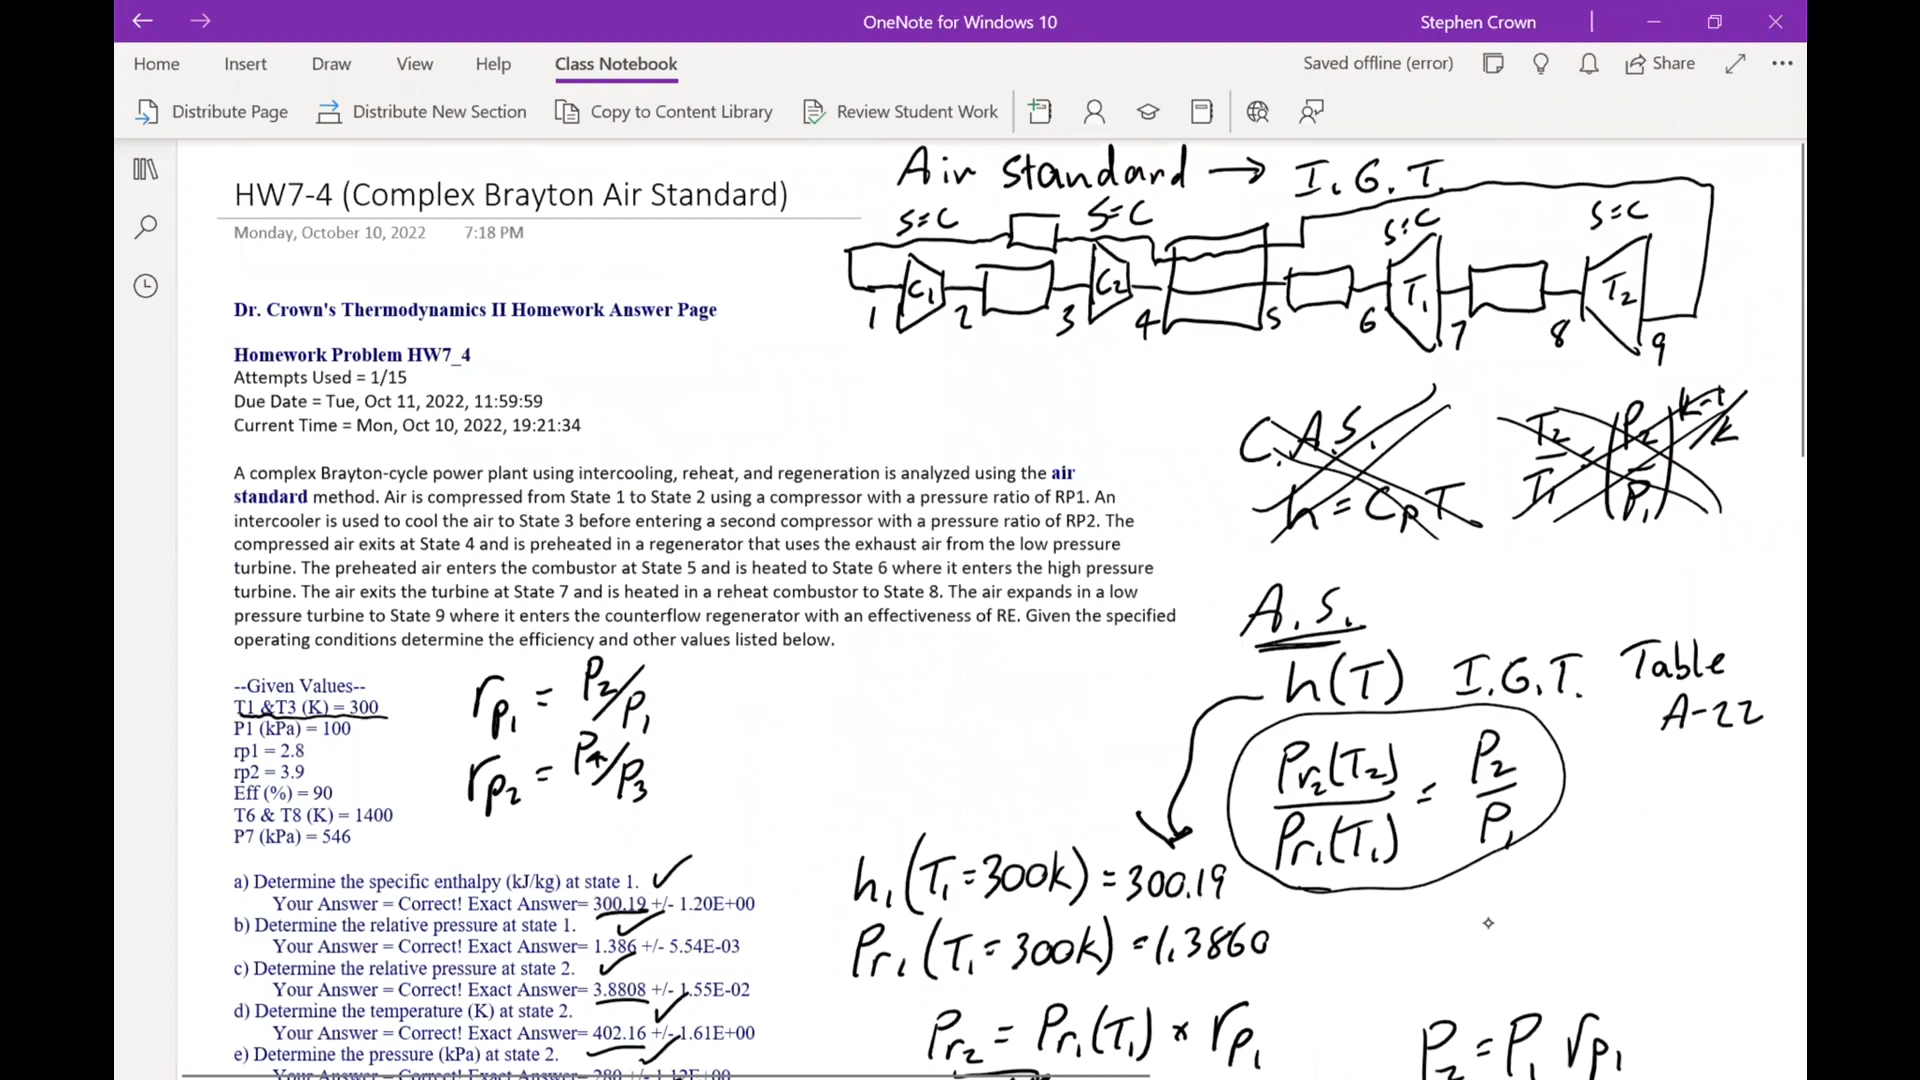 OneNote for Windows 10
Stephen Crown
Home Insert Draw View Help Class Notebook
Saved offline (error)
Share
Distribute Page
Distribute New Section
Copy to Content Library
Review Student Work
HW7-4 (Complex Brayton Air Standard)
Monday, October 10, 2022 7:18 PM
Air Standard → I.G.T.
S=C S=C S=C S=C
C1 C2 T1 T2
1 2 3 4 5 6 7 8 9
Dr. Crown's Thermodynamics II Homework Answer Page
Homework Problem HW7_4
Attempts Used = 1/15
Due Date = Tue, Oct 11, 2022, 11:59:59
Current Time = Mon, Oct 10, 2022, 19:21:34
C.A.S.
h = CpT
T2/T1 = (P2/P1)^k-1/k
A complex Brayton-cycle power plant using intercooling, reheat, and regeneration is analyzed using the air
standard method. Air is compressed from State 1 to State 2 using a compressor with a pressure ratio of RP1. An
intercooler is used to cool the air to State 3 before entering a second compressor with a pressure ratio of RP2. The
compressed air exits at State 4 and is preheated in a regenerator that uses the exhaust air from the low pressure
turbine. The preheated air enters the combustor at State 5 and is heated to State 6 where it enters the high pressure
turbine. The air exits the turbine at State 7 and is heated in a reheat combustor to State 8. The air expands in a low
pressure turbine to State 9 where it enters the counterflow regenerator with an effectiveness of RE. Given the specified
operating conditions determine the efficiency and other values listed below.
A.S.
h(T) I.G.T. Table
A-22
Pr2(T2)/Pr1(T1) = P2/P1
--Given Values--
T1 &T3 (K) = 300
P1 (kPa) = 100
rp1 = 2.8
rp2 = 3.9
Eff (%) = 90
T6 & T8 (K) = 1400
P7 (kPa) = 546
rp1 = P2/P1
rp2 = P4/P3
a) Determine the specific enthalpy (kJ/kg) at state 1.
Your Answer = Correct! Exact Answer= 300.19 +/- 1.20E+00
b) Determine the relative pressure at state 1.
Your Answer = Correct! Exact Answer= 1.386 +/- 5.54E-03
c) Determine the relative pressure at state 2.
Your Answer = Correct! Exact Answer= 3.8808 +/- 1.55E-02
d) Determine the temperature (K) at state 2.
Your Answer = Correct! Exact Answer= 402.16 +/- 1.61E+00
e) Determine the pressure (kPa) at state 2.
Your Answer = Correct! Exact Answer= 280 +/- 1.12E+00
h1(T1=300k) = 300.19
Pr1(T1=300k) = 1.3860
Pr2 = Pr1(T1) * rp1
P2 = P1 rp1